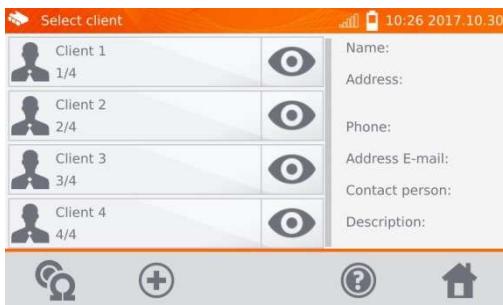 Select client
10:26 2017.10.30
Client 1
1/4
Client 2
2/4
Client 3
3/4
Client 4
4/4
Name:
Address:
Phone:
Address E-mail:
Contact person:
Description: